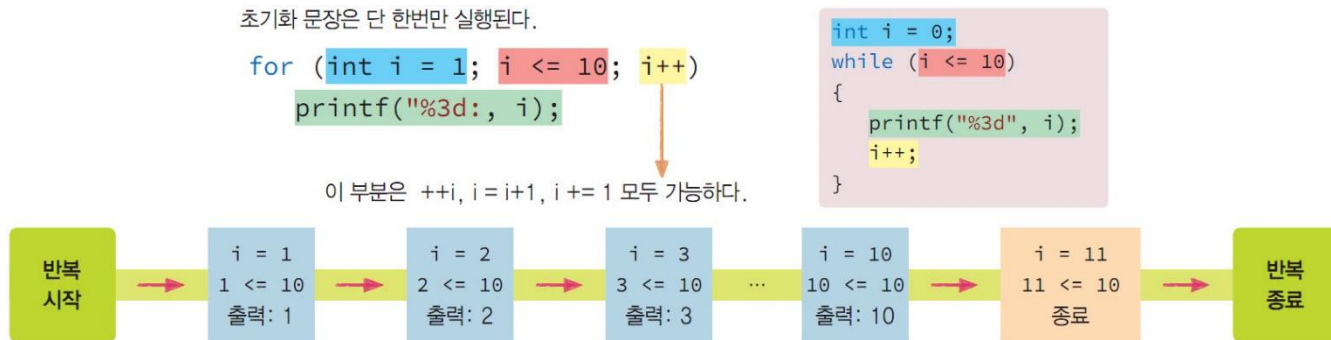 초기화 문장은 단 한번만 실행된다.
for (int i = 1; i <= 10; i++)
printf("%3d:, i);
이 부분은 ++i, i = i+1, i += 1 모두 가능하다.
int i = 0;
while (i <= 10)
{
printf("%3d", i);
i++;
}
반복
시작
i = 1
1 <= 10
출력: 1
i = 2
2 <= 10
출력: 2
i = 3
3 <= 10
출력: 3
...
i = 10
10 <= 10
출력: 10
i = 11
11 <= 10
종료
반복
종료